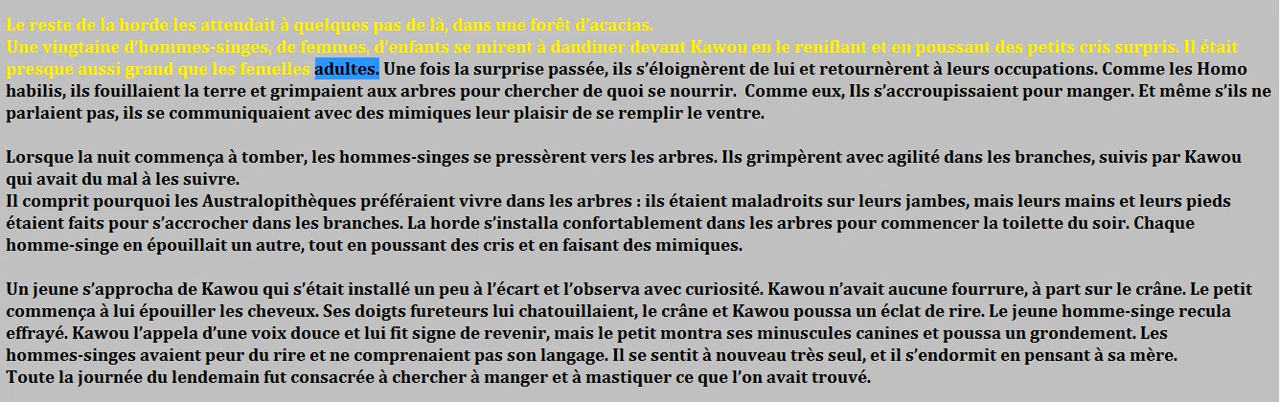 Le reste de la horde les attendait à quelques pas de là, dans une forêt d’acacias.
Une vingtaine d’hommes-singes, de femmes, d’enfants se mirent à dandiner devant Kawou en le reniflant et en poussant des petits cris surpris. Il était
presque aussi grand que les femelles adultes. Une fois la surprise passée, ils s’éloignèrent de lui et retournèrent à leurs occupations. Comme les Homo
habilis, ils fouillaient la terre et grimpaient aux arbres pour chercher de quoi se nourrir. Comme eux, Ils s’accroupissaient pour manger. Et même s’ils ne
parlaient pas, ils se communiquaient avec des mimiques leur plaisir de se remplir le ventre.
Lorsque la nuit commença à tomber, les hommes-singes se pressèrent vers les arbres. Ils grimpèrent avec agilité dans les branches, suivis par Kawou
qui avait du mal à les suivre.
Il comprit pourquoi les Australopithèques préféraient vivre dans les arbres : ils étaient maladroits sur leurs jambes, mais leurs mains et leurs pieds
étaient faits pour s’accrocher dans les branches. La horde s’installa confortablement dans les arbres pour commencer la toilette du soir. Chaque
homme-singe en épouillait un autre, tout en poussant des cris et en faisant des mimiques.
Un jeune s’approcha de Kawou qui s’était installé un peu à l’écart et l’observa avec curiosité. Kawou n’avait aucune fourrure, à part sur le crâne. Le petit
commença à lui épouiller les cheveux. Ses doigts fureteurs lui chatouillaient, le crâne et Kawou poussa un éclat de rire. Le jeune homme-singe recula
effrayé. Kawou l’appela d’une voix douce et lui fit signe de revenir, mais le petit montra ses minuscules canines et poussa un grondement. Les
hommes-singes avaient peur du rire et ne comprenaient pas son langage. Il se sentit à nouveau très seul, et il s’endormit en pensant à sa mère.
Toute la journée du lendemain fut consacrée à chercher à manger et à mastiquer ce que l’on avait trouvé.